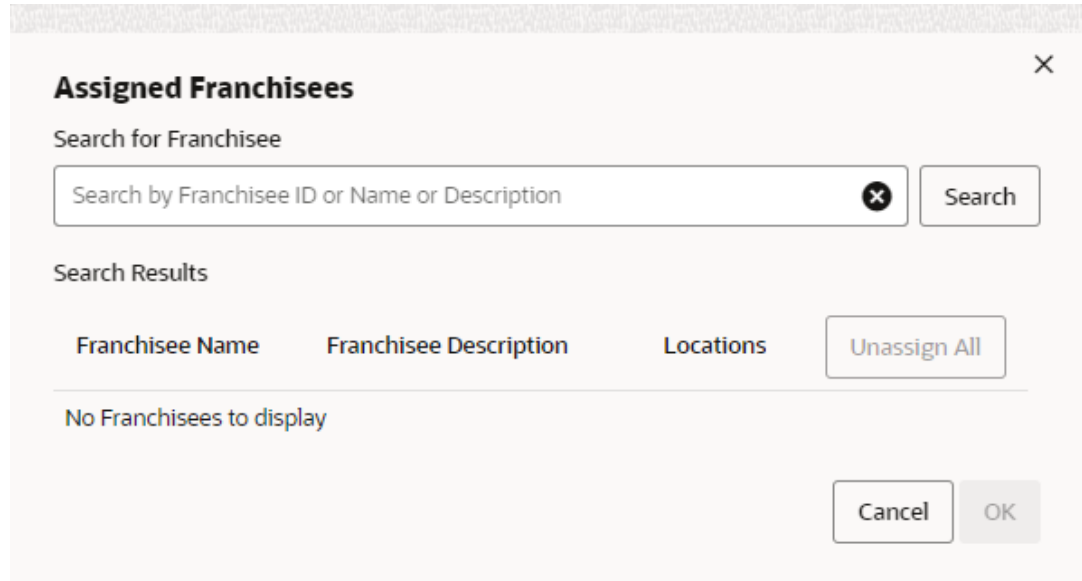 Assigned Franchisees
Search for Franchisee
Search by Franchisee ID or Name or Description
Search
Search Results
Franchisee Name Franchisee Description Locations Unassign All
No Franchisees to display
Cancel OK